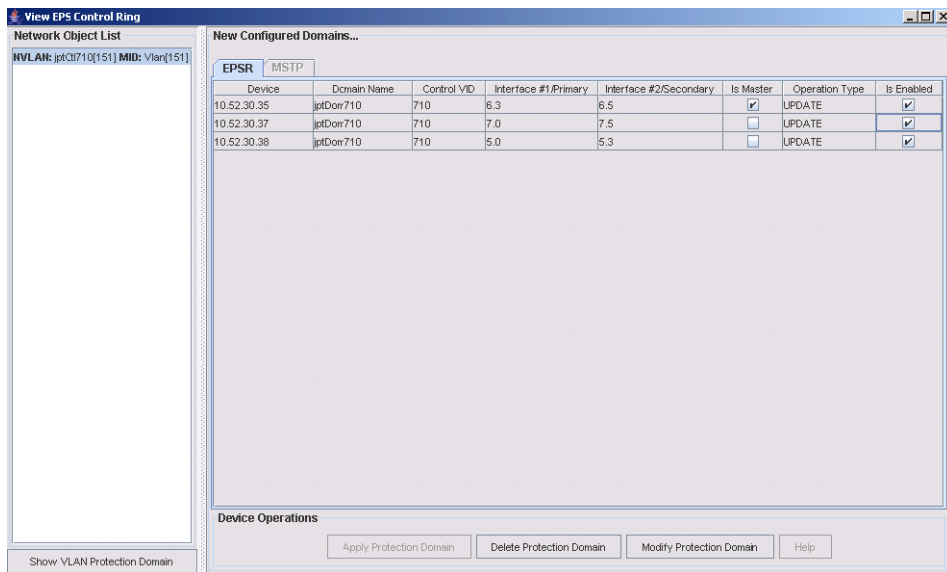 View EPS Control Ring
Network Object List
NVLAN: jptCtl710[151] MID: Vlan[151]
Show VLAN Protection Domain
New Configured Domains...
EPSR MSTP
Device Domain Name Control VID Interface #1/Primary Interface #2/Secondary Is Master Operation Type Is Enabled
10.52.30.35 jptDom710 710 6.3 6.5 UPDATE
10.52.30.37 jptDom710 710 7.0 7.5 UPDATE
10.52.30.38 jptDom710 710 5.0 5.3 UPDATE
Device Operations
Apply Protection Domain Delete Protection Domain Modify Protection Domain Help